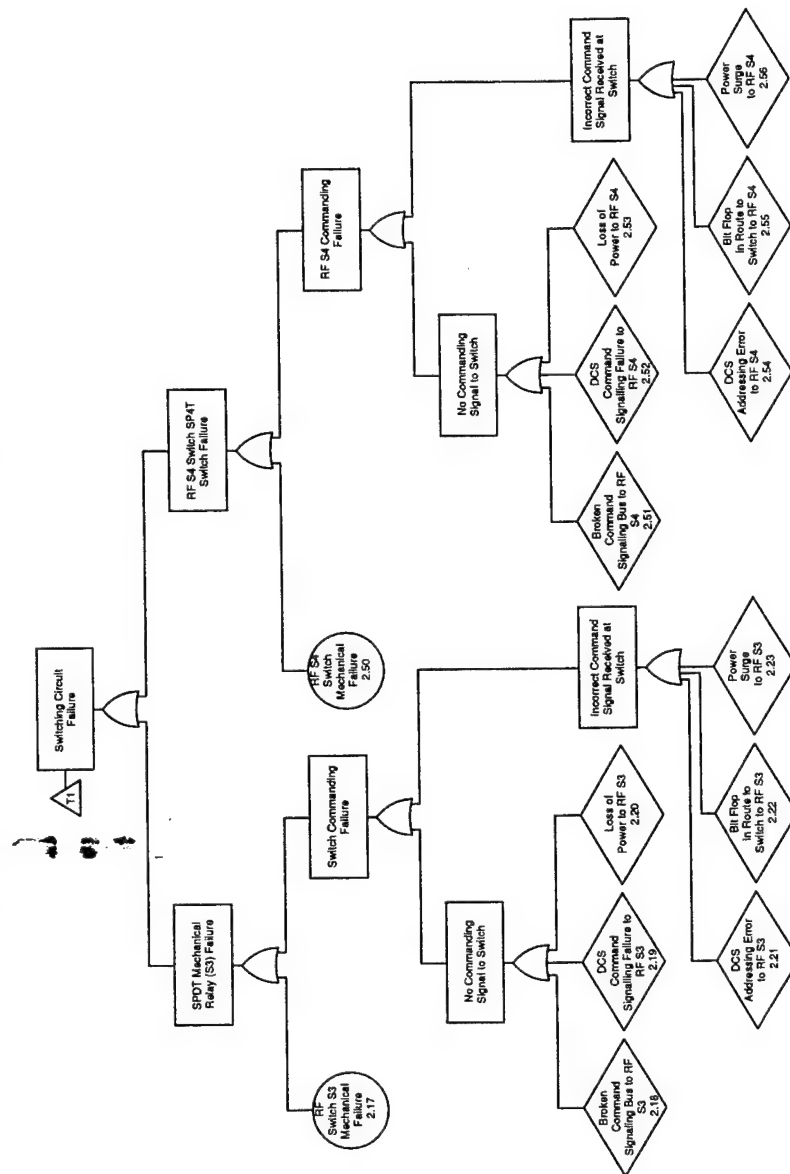 Switching Circuit
Failure
T1
SPDT Mechanical
Relay (S3) Failure
RF S4 Switch SP4T
Switch Failure
RF
Switch S3
Mechanical
Failure
2.17
Switch Commanding
Failure
RF S4
Switch
Mechanical
Failure
2.50
RF S4 Commanding
Failure
No Commanding
Signal to Switch
Incorrect Command
Signal Received at
Switch
No Commanding
Signal to Switch
Incorrect Command
Signal Received at
Switch
Broken
Command
Signaling Bus to RF
S3
2.18
DCS
Command
Signalling Failure to
RF S3
2.19
Loss of
Power to RF S3
2.20
Broken
Command
Signaling Bus to RF
S4
2.51
DCS
Command
Signalling Failure to
RF S4
2.52
Loss of
Power to RF S4
2.53
DCS
Addressing Error
to RF S3
2.21
Bit Flop
in Route to
Switch to RF S3
2.22
Power
Surge
to RF S3
2.23
DCS
Addressing Error
to RF S4
2.54
Bit Flop
in Route to
Switch to RF S4
2.55
Power
Surge
to RF S4
2.56